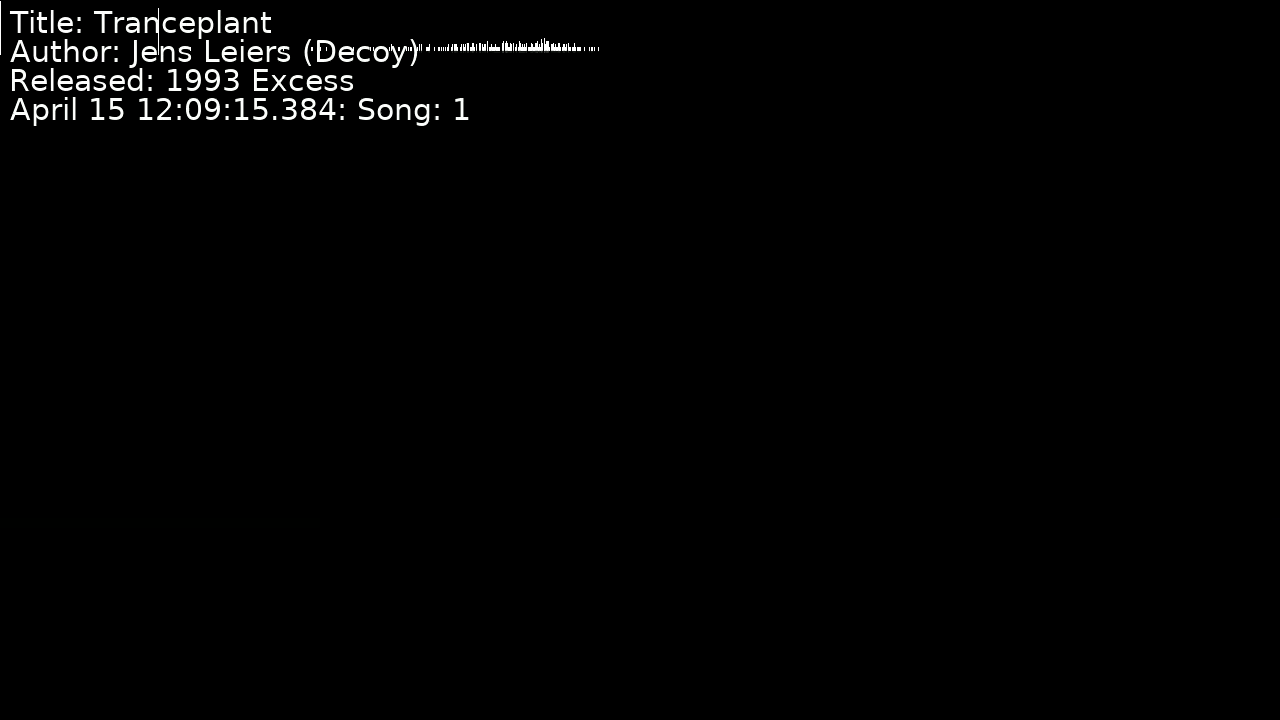 Title: Tranceplant
Author: Jens Leiers (Decoy)
Released: 1993 Excess
April 15 12:09:15.384: Song: 1